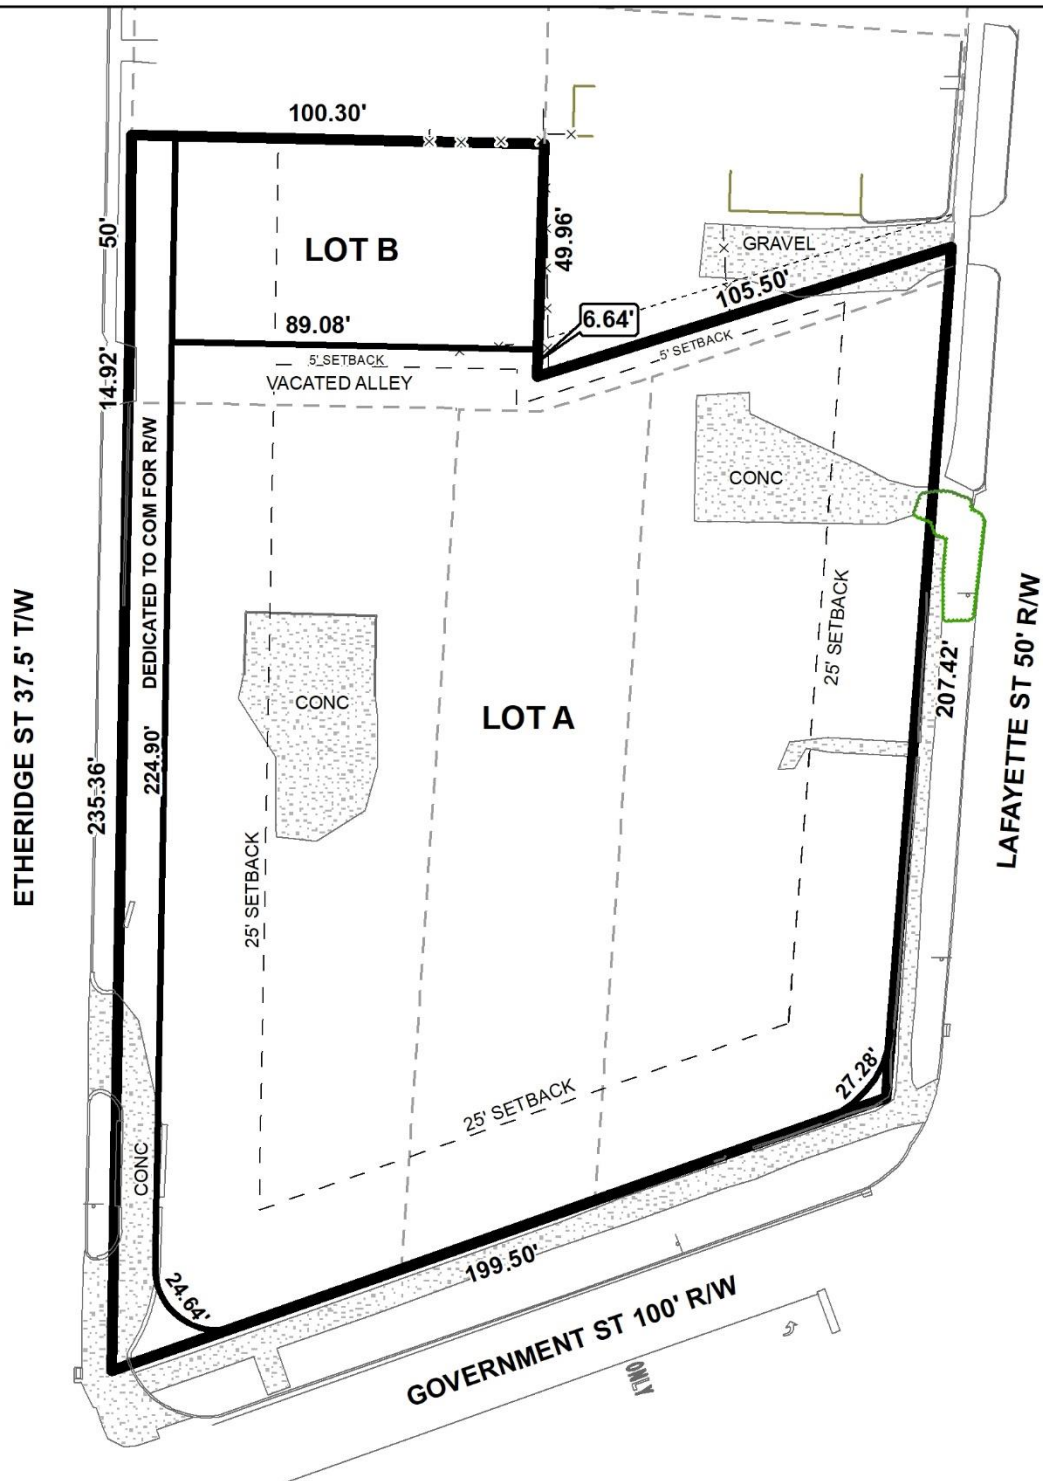 100.30'
50'
LOT B
49.96'
GRAVEL
105.50'
6.64'
89.08'
5' SETBACK
5' SETBACK
14.92'
VACATED ALLEY
DEDICATED TO COM FOR R/W
CONC
ETHERIDGE ST 37.5' T/W
25' SETBACK
207.42'
LAFAYETTE ST 50' R/W
CONC
LOT A
224.90'
235.36'
25' SETBACK
25' SETBACK
27.28'
CONC
24.64'
199.50'
GOVERNMENT ST 100' R/W
ONLY